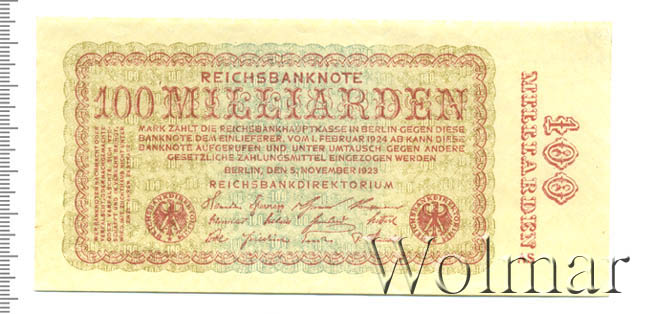 REICHSBANKNOTE
100 MILLIARDEN
MARK ZAHLT DIE REICHSBANKHAUPTKASSE IN BERLIN GEGEN DIESE
BANKNOTE DEM EINLIEFERER. VOM 1. FEBRUAR 1924 AB KANN DIESE
BANKNOTE AUFGERUFEN UND UNTER UMTAUSCH GEGEN ANDERE
GESETZLICHE ZAHLUNGSMITTEL EINGEZOGEN WERDEN
BERLIN, DEN 5. NOVEMBER 1923
REICHSBANKDIREKTORIUM
100
MILLIARDEN
Wolmar